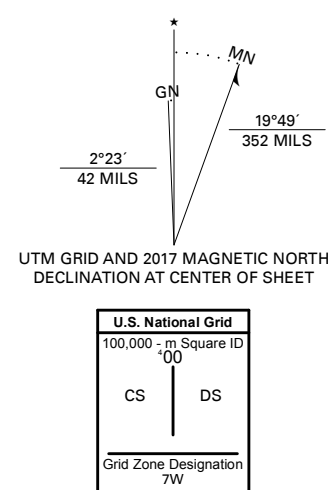 ★
MN
GN
19°49´
352 MILS
2°23´
42 MILS
UTM GRID AND 2017 MAGNETIC NORTH
DECLINATION AT CENTER OF SHEET
U.S. National Grid
100,000 - m Square ID
⁴00
CS DS
Grid Zone Designation
7W